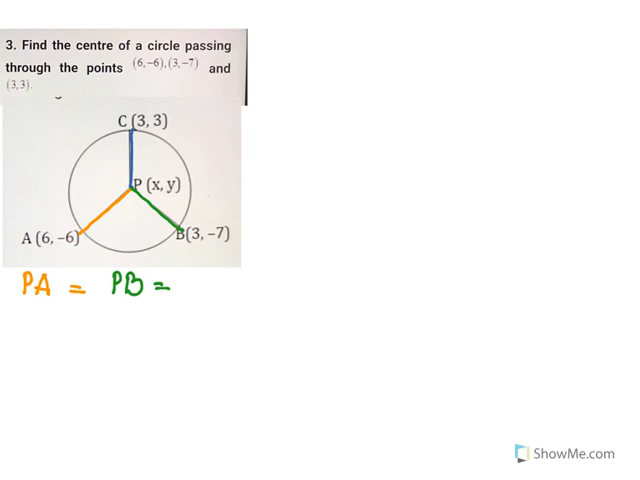 3. Find the centre of a circle passing
through the points (6,−6),(3,−7) and
(3,3).
C (3, 3)
P (x, y)
A (6, −6)
B(3, −7)
PA = PB =
ShowMe.com